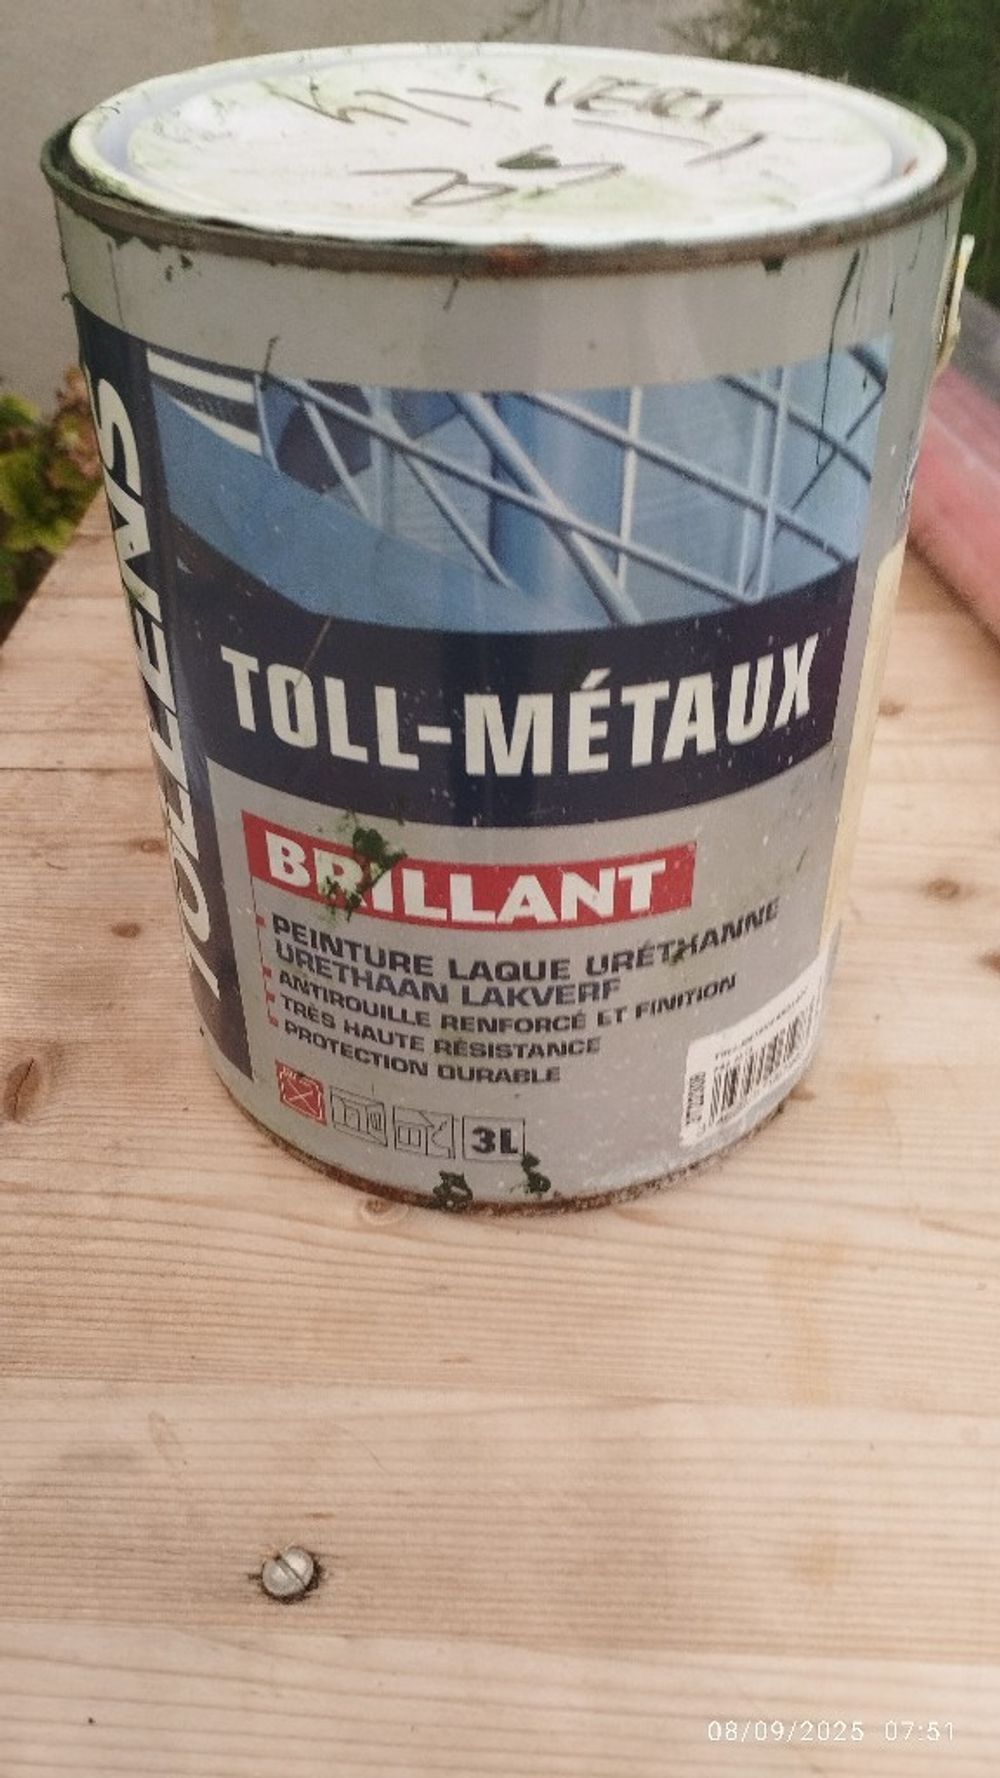 VERT
TOLLENS
TOLL-MÉTAUX
BRILLANT
PEINTURE LAQUE URÉTHANNE
URETHAAN LAKVERF
ANTIROUILLE RENFORCÉ ET FINITION
TRÈS HAUTE RÉSISTANCE
PROTECTION DURABLE
3L
08/09/2025 07:51